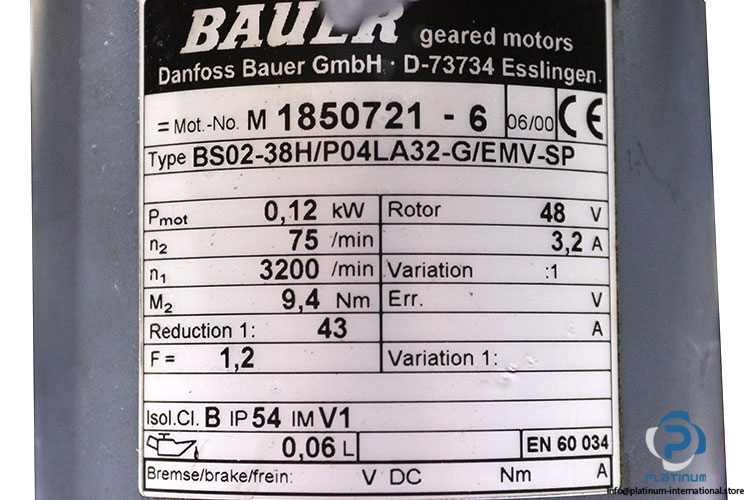 BAUER geared motors
Danfoss Bauer GmbH · D-73734 Esslingen.
= Mot.-No. M 1850721 - 6 06/00 CE
Type BS02-38H/P04LA32-G/EMV-SP
Pmot 0,12 kW Rotor 48 V
n2 75 /min 3,2 A
n1 3200 /min Variation :1
M2 9,4 Nm Err. V
Reduction 1: 43 A
F = 1,2 Variation 1:
Isol.Cl. B IP 54 IM V1
0,06 L EN 60 034
Bremse/brake/frein: V DC Nm A
PLATINUM
info@platinum-international.store